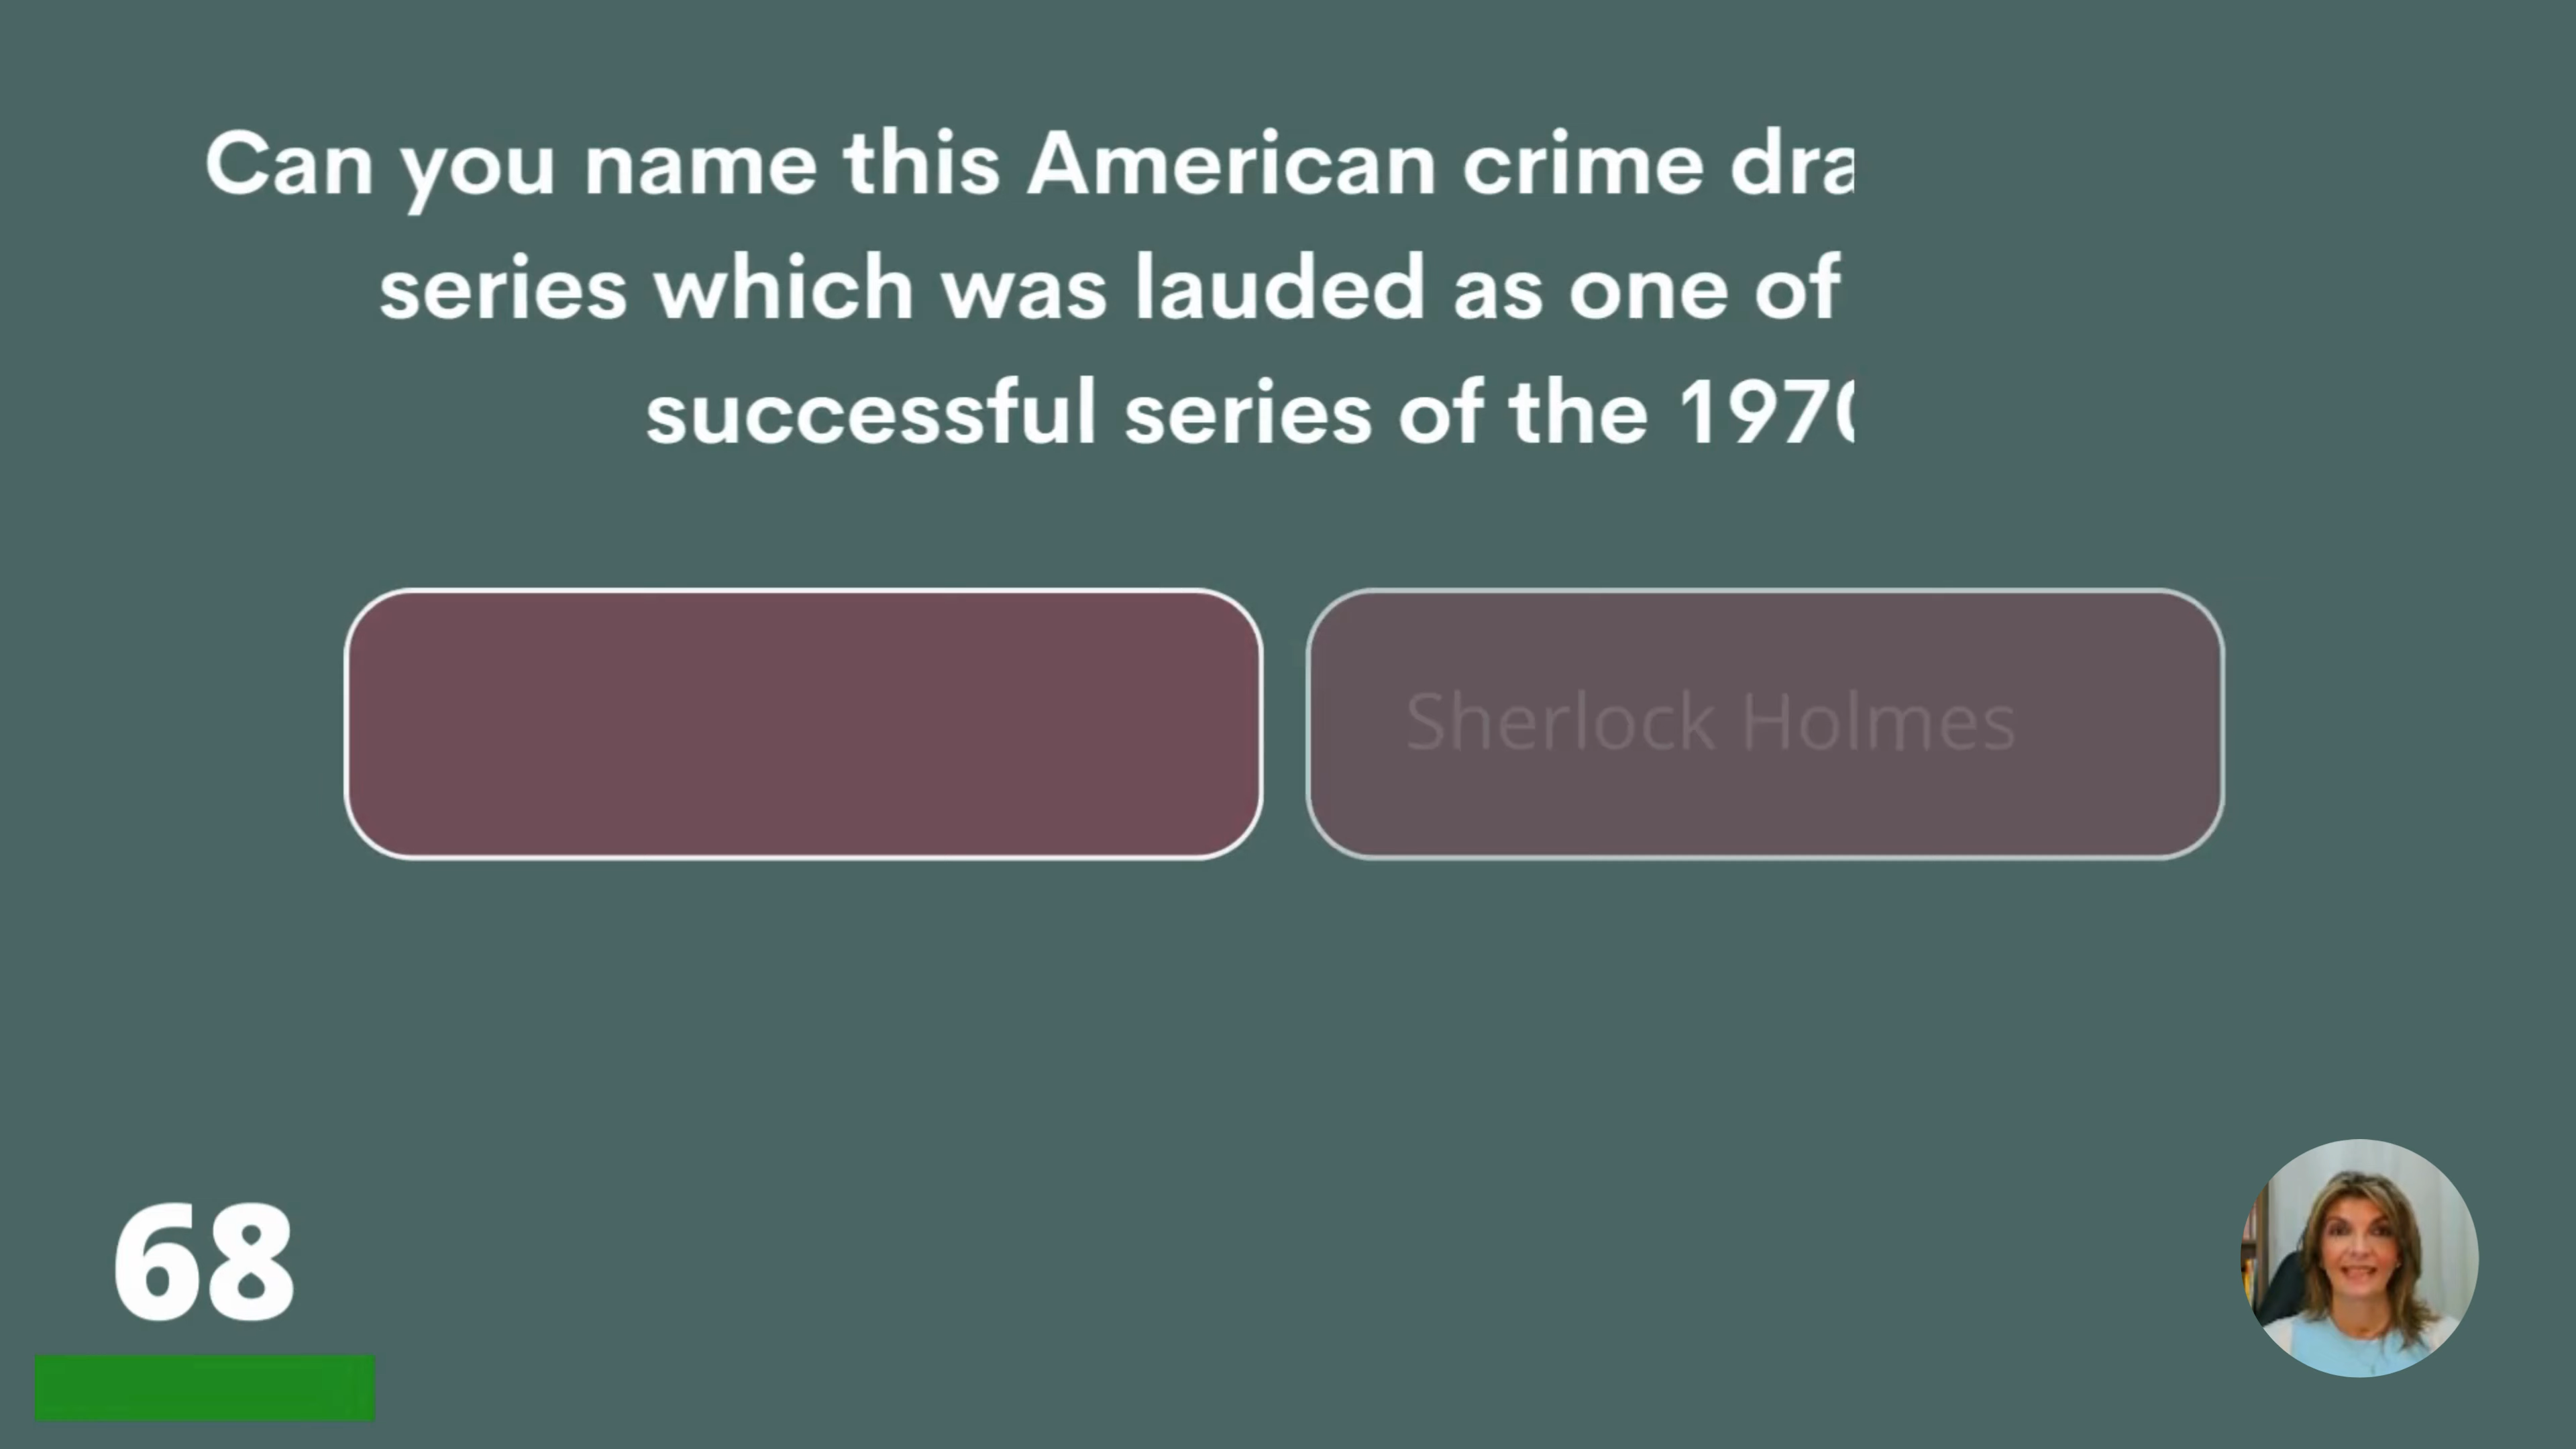 Can you name this American crime dra
series which was lauded as one of
successful series of the 1970
Sherlock Holmes
68